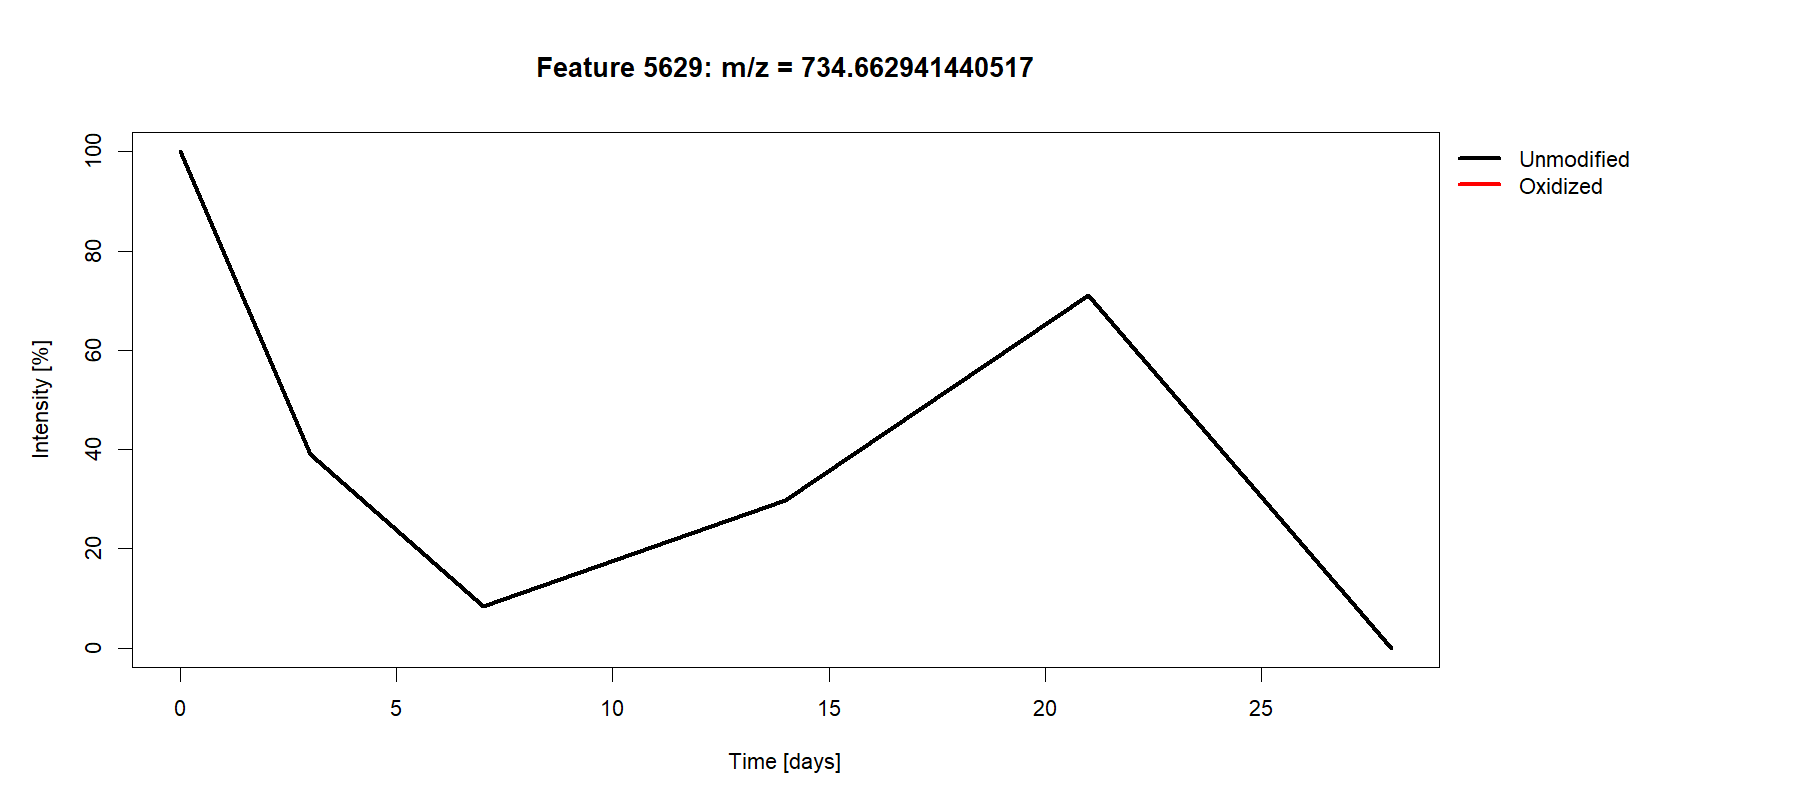 Feature 5629: m/z = 734.662941440517
Unmodified
Oxidized
Intensity [%]
100
80
60
40
20
0
0 5 10 15 20 25
Time [days]